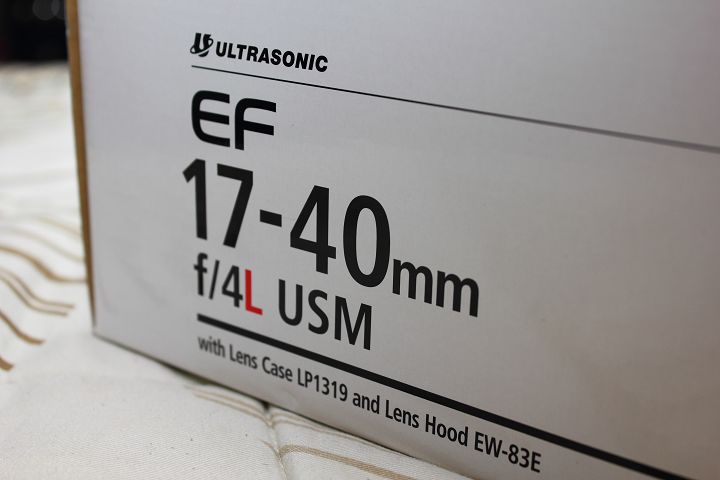 ULTRASONIC
EF
17-40mm
f/4L USM
with Lens Case LP1319 and Lens Hood EW-83E